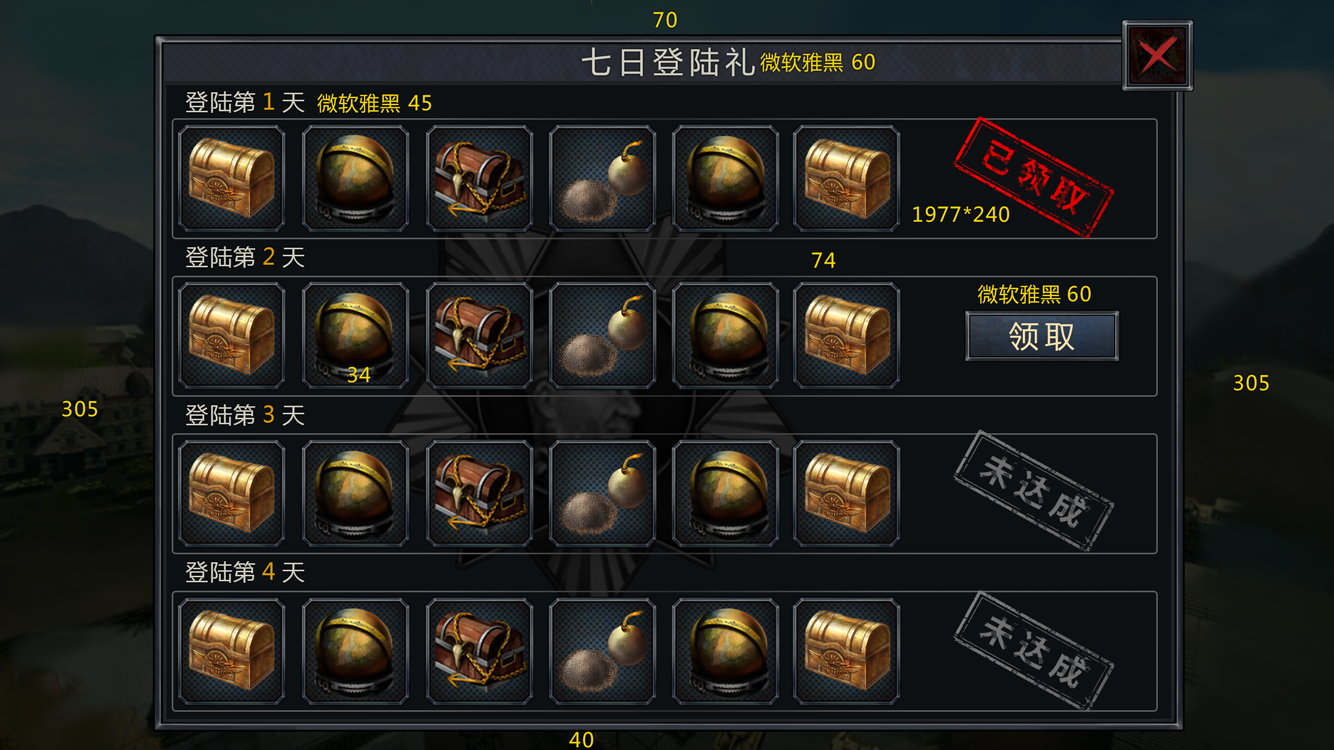 70
七日登陆礼 微软雅黑 60
登陆第 1 天 微软雅黑 45
已领取
1977*240
登陆第 2 天
74
微软雅黑 60
领取
34
305
305
登陆第 3 天
未达成
登陆第 4 天
未达成
40